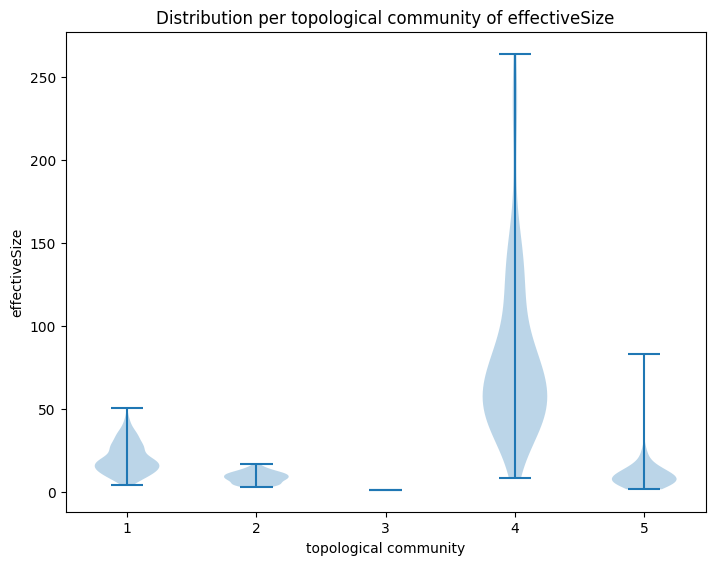 Distribution per topological community of effectiveSize
250
200
150
100
50
0
effectiveSize
1 2 3 4 5
topological community